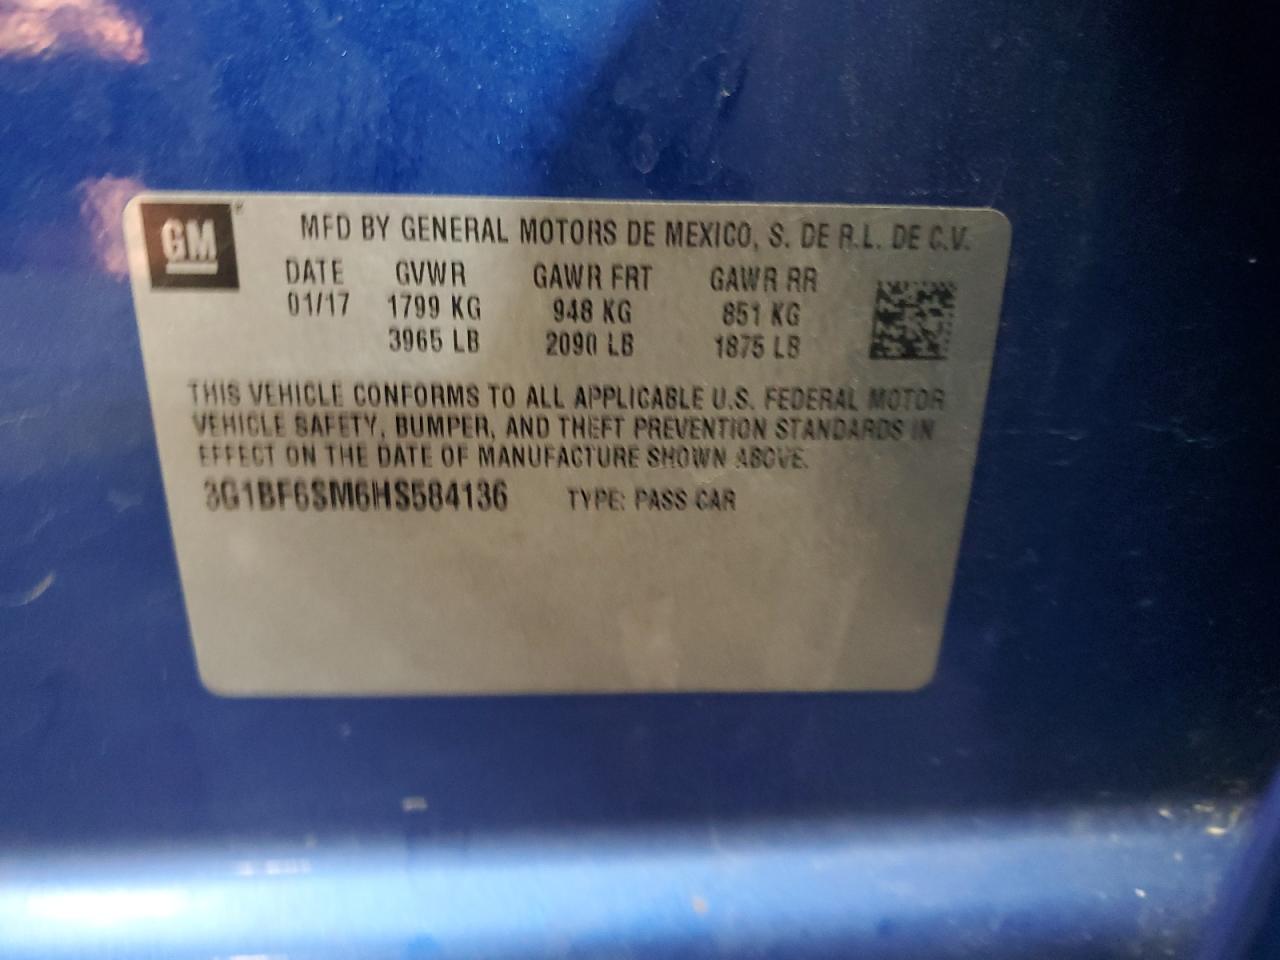 GM®
MFD BY GENERAL MOTORS DE MEXICO, S. DE R.L. DE C.V.
DATE GVWR GAWR FRT GAWR RR
01/17 1799 KG 948 KG 851 KG
3965 LB 2090 LB 1875 LB
THIS VEHICLE CONFORMS TO ALL APPLICABLE U.S. FEDERAL MOTOR
VEHICLE SAFETY, BUMPER, AND THEFT PREVENTION STANDARDS IN
EFFECT ON THE DATE OF MANUFACTURE SHOWN ABOVE.
3G1BF6SM6HS584136 TYPE: PASS CAR